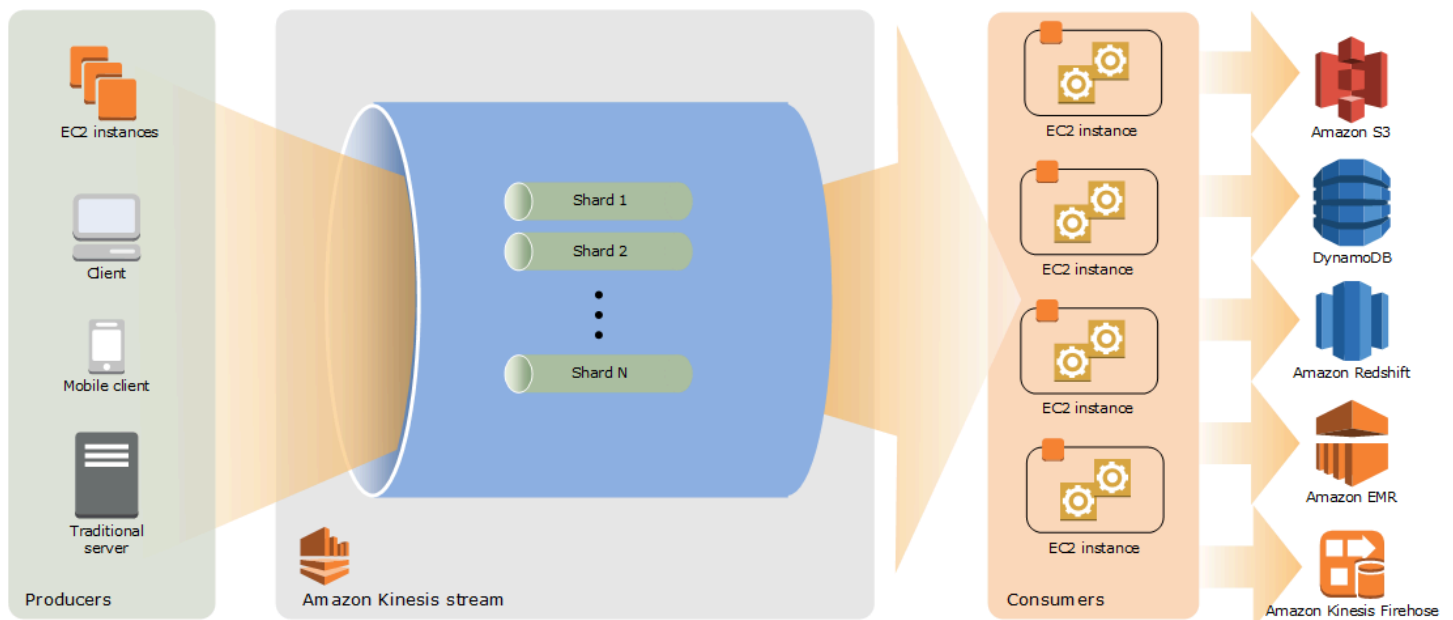 EC2 instances
Client
Mobile client
Traditional
server
Producers
Shard 1
Shard 2
Shard N
Amazon Kinesis stream
EC2 instance
EC2 instance
EC2 instance
EC2 instance
Consumers
Amazon S3
DynamoDB
Amazon Redshift
Amazon EMR
Amazon Kinesis Firehose